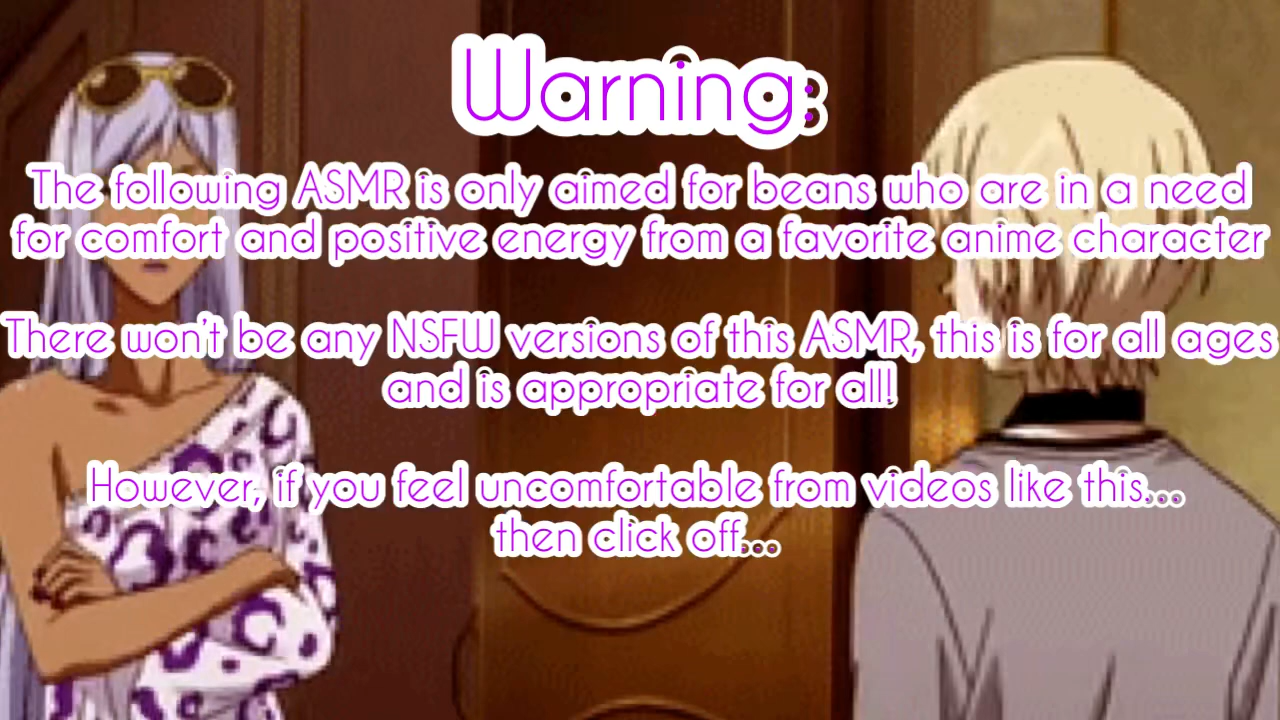 Warning:
The following ASMR is only aimed for beans who are in a need
for comfort and positive energy from a favorite anime character
There won't be any NSFW versions of this ASMR, this is for all ages
and is appropriate for all!
However, if you feel uncomfortable from videos like this...
then click off...